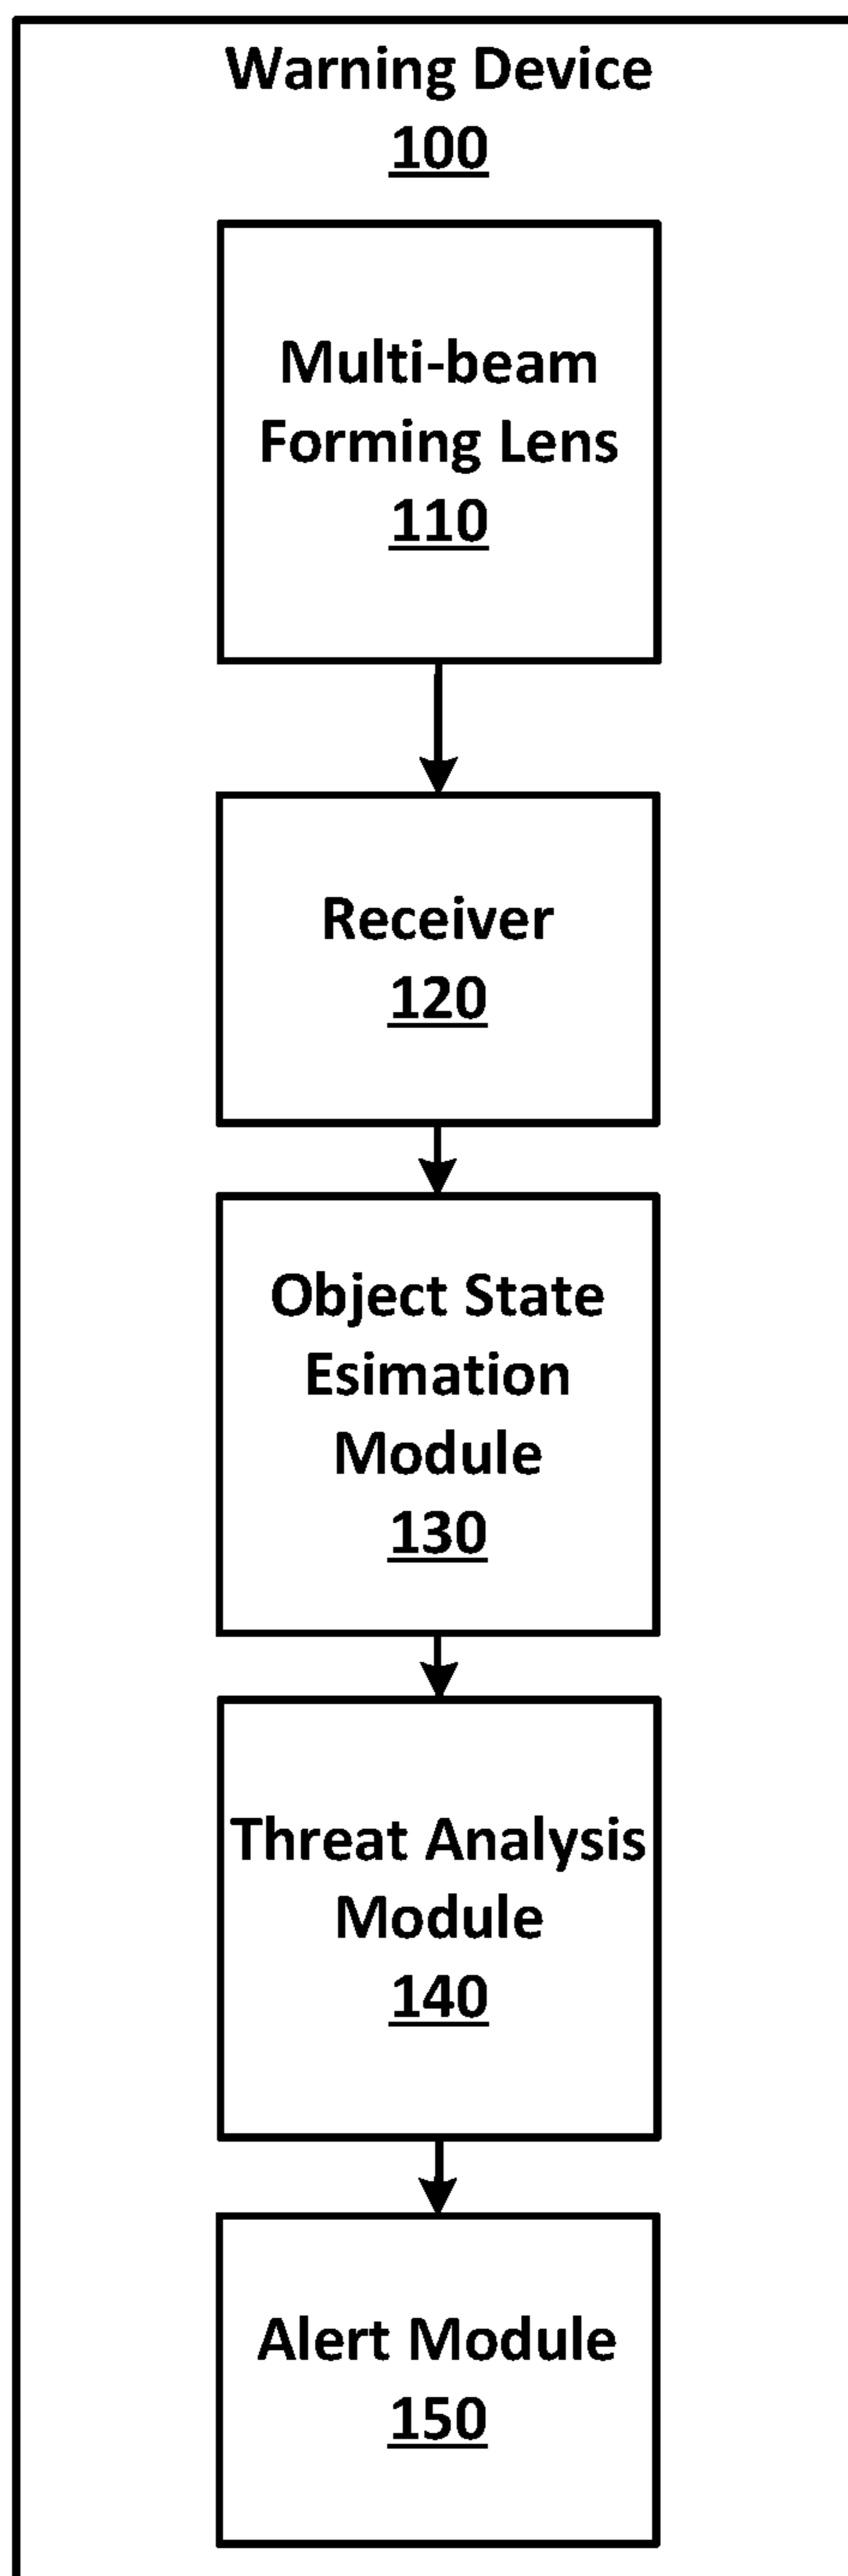 Warning Device
100
Multi-beam
Forming Lens
110
Receiver
120
Object State
Esimation
Module
130
Threat Analysis
Module
140
Alert Module
150